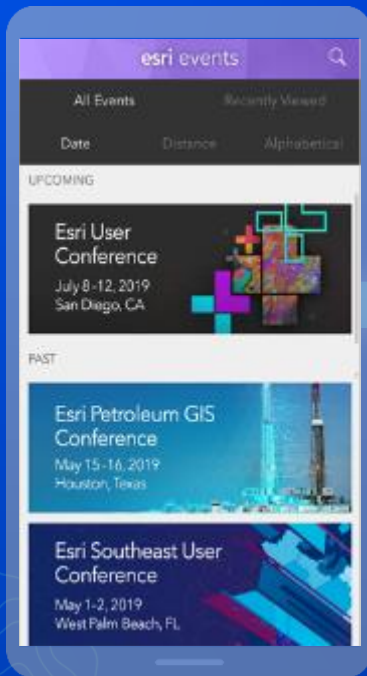 esri events
All Events Recently Viewed
Date Distance Alphabetical
UPCOMING
Esri User
Conference
July 8-12, 2019
San Diego, CA
PAST
Esri Petroleum GIS
Conference
May 15-16, 2019
Houston, Texas
Esri Southeast User
Conference
May 1-2, 2019
West Palm Beach, FL